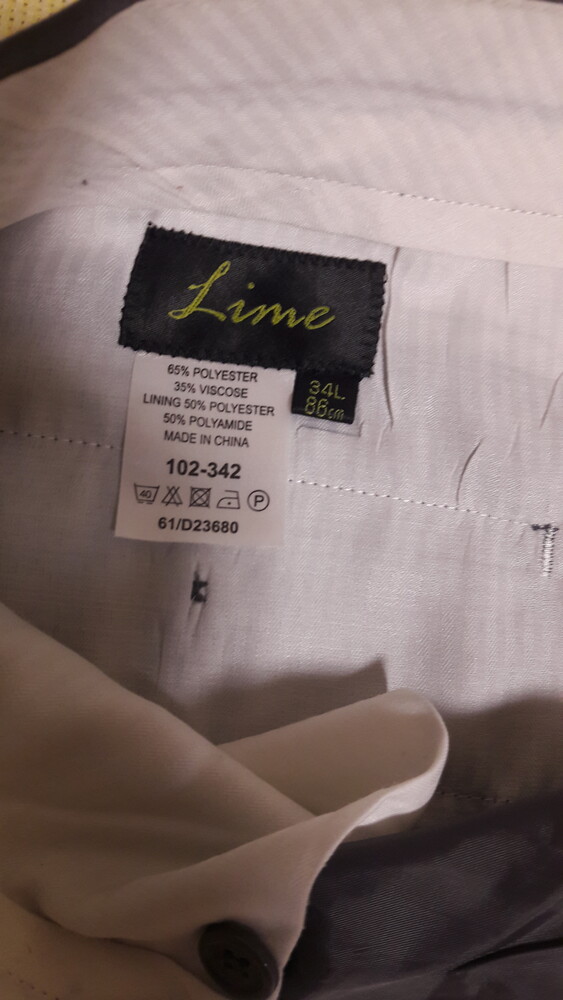 Lime
34L
86cm
65% POLYESTER
35% VISCOSE
LINING 50% POLYESTER
50% POLYAMIDE
MADE IN CHINA
102-342
40 P
61/D23680